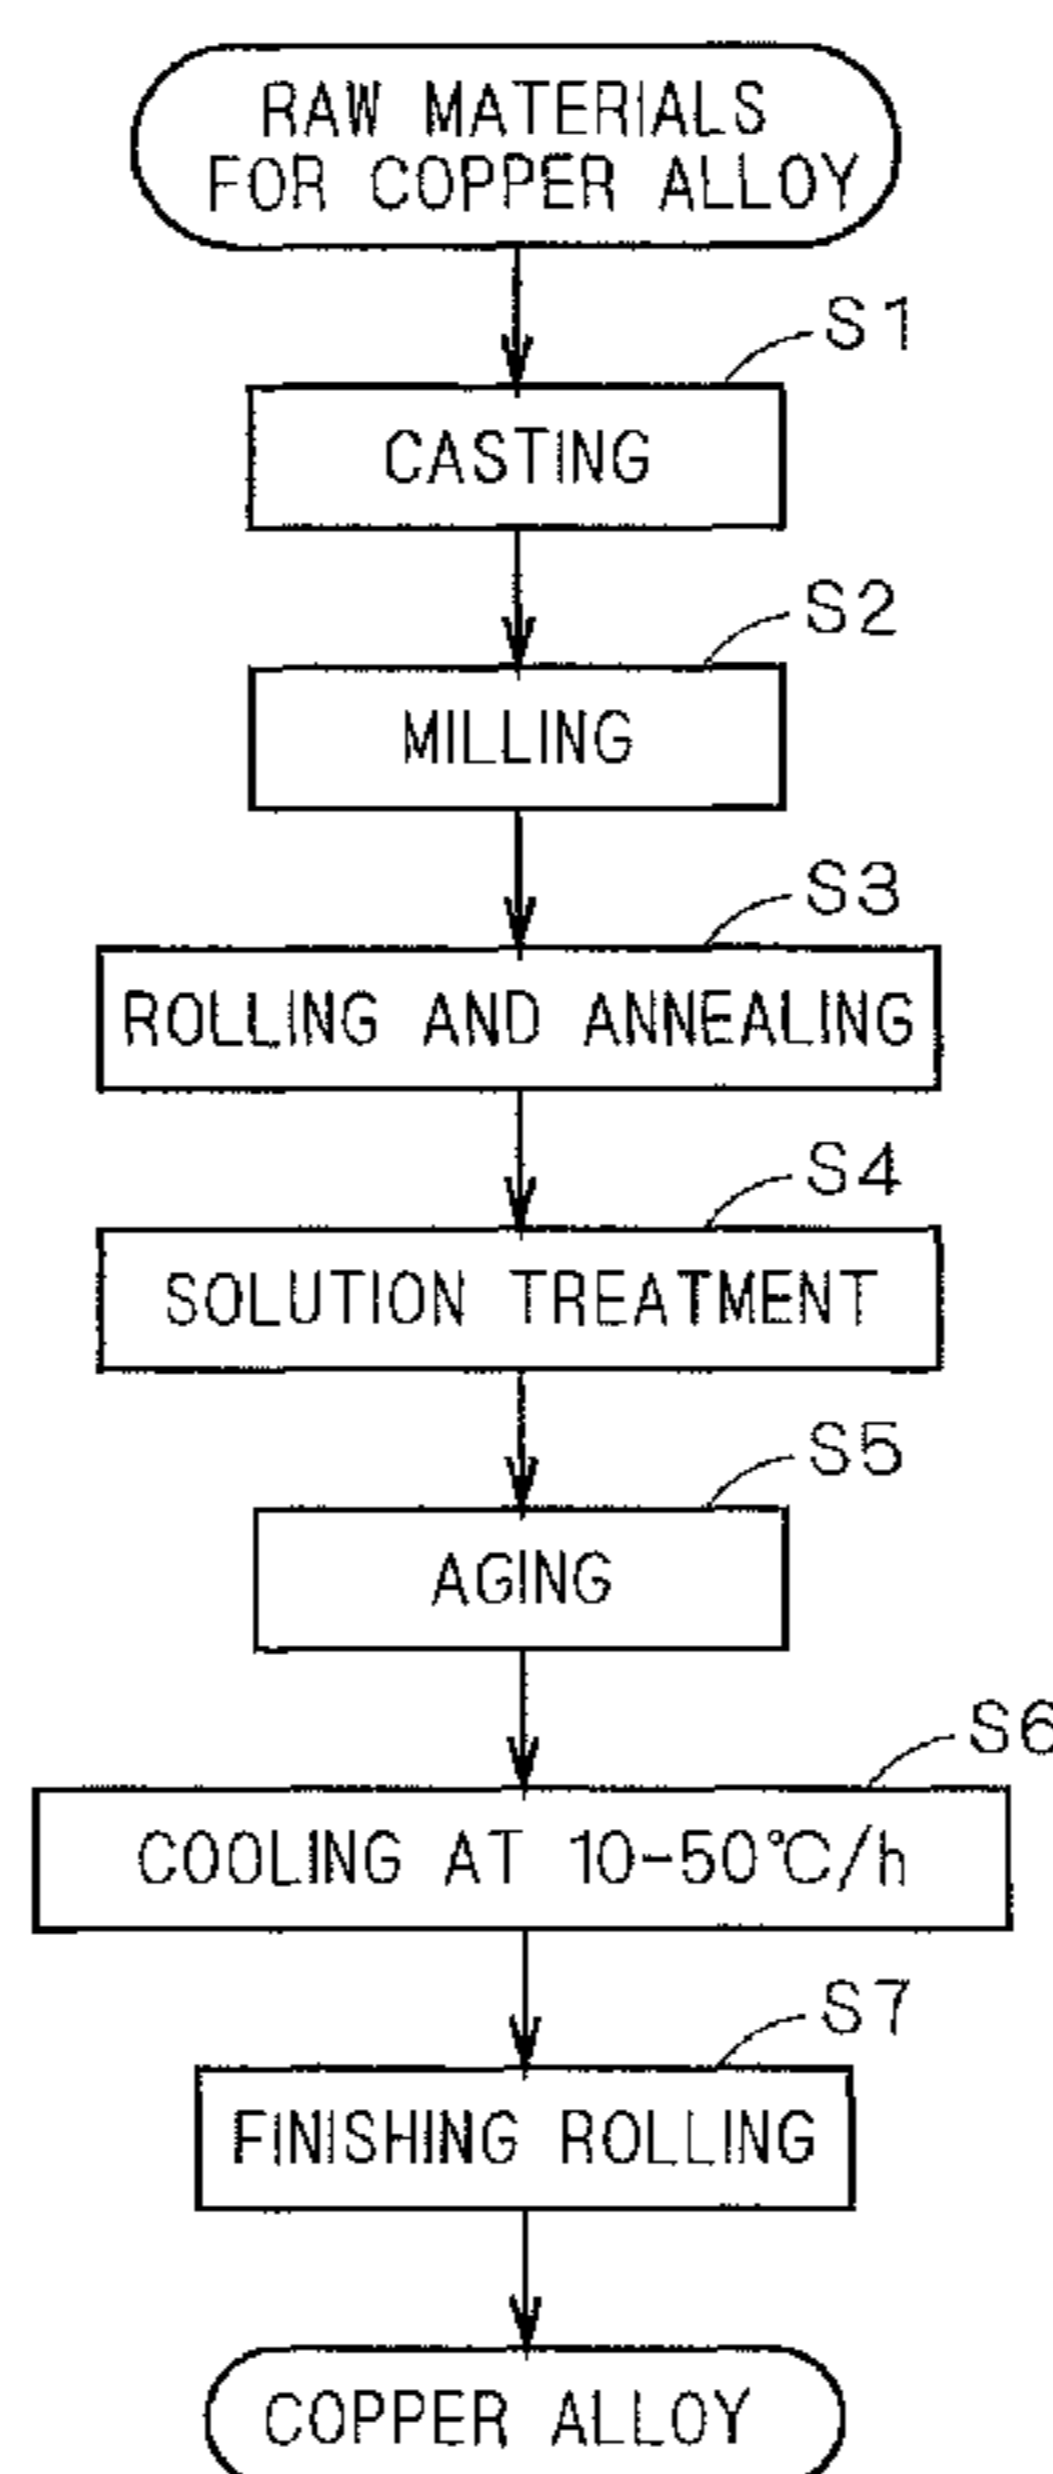 RAW MATERIALS
FOR COPPER ALLOY
S1
CASTING
S2
MILLING
S3
ROLLING AND ANNEALING
S4
SOLUTION TREATMENT
S5
AGING
S6
COOLING AT 10-50℃/h
S7
FINISHING ROLLING
COPPER ALLOY